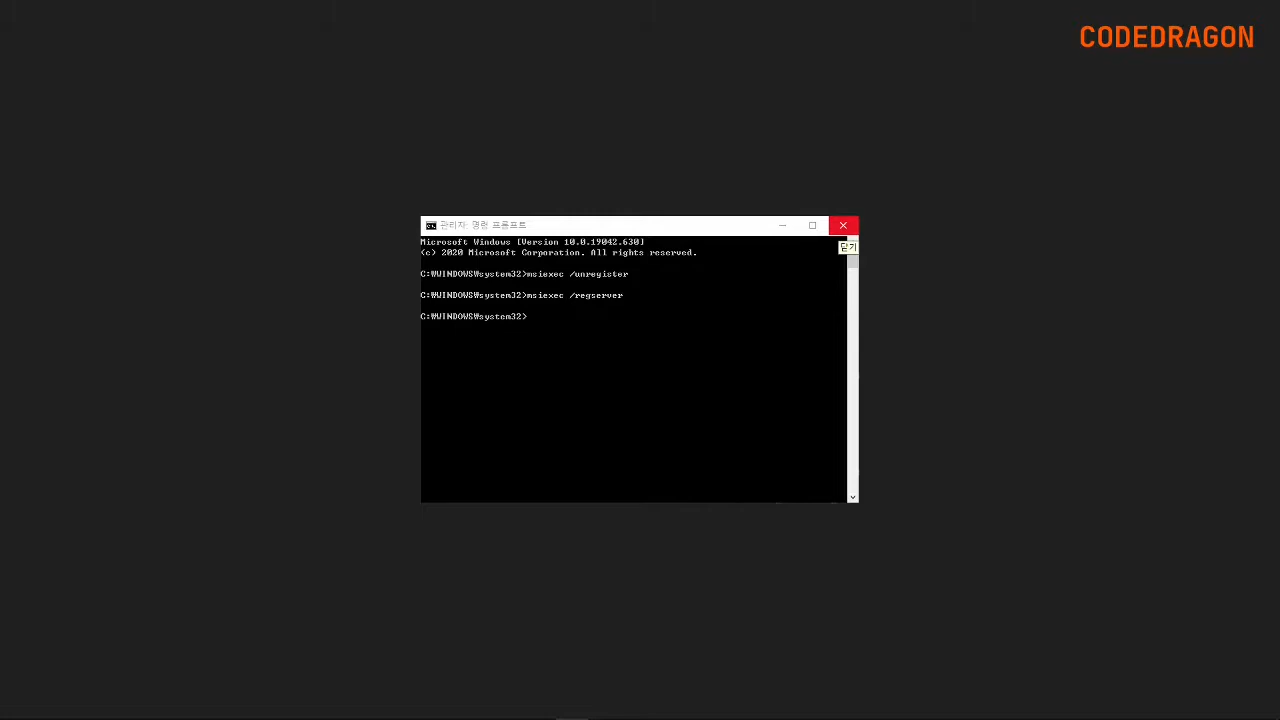 CODEDRAGON
관리자: 명령 프롬프트
닫기
Microsoft Windows [Version 10.0.19042.630]
(c) 2020 Microsoft Corporation. All rights reserved.
C:₩WINDOWS₩system32>msiexec /unregister
C:₩WINDOWS₩system32>msiexec /regserver
C:₩WINDOWS₩system32>